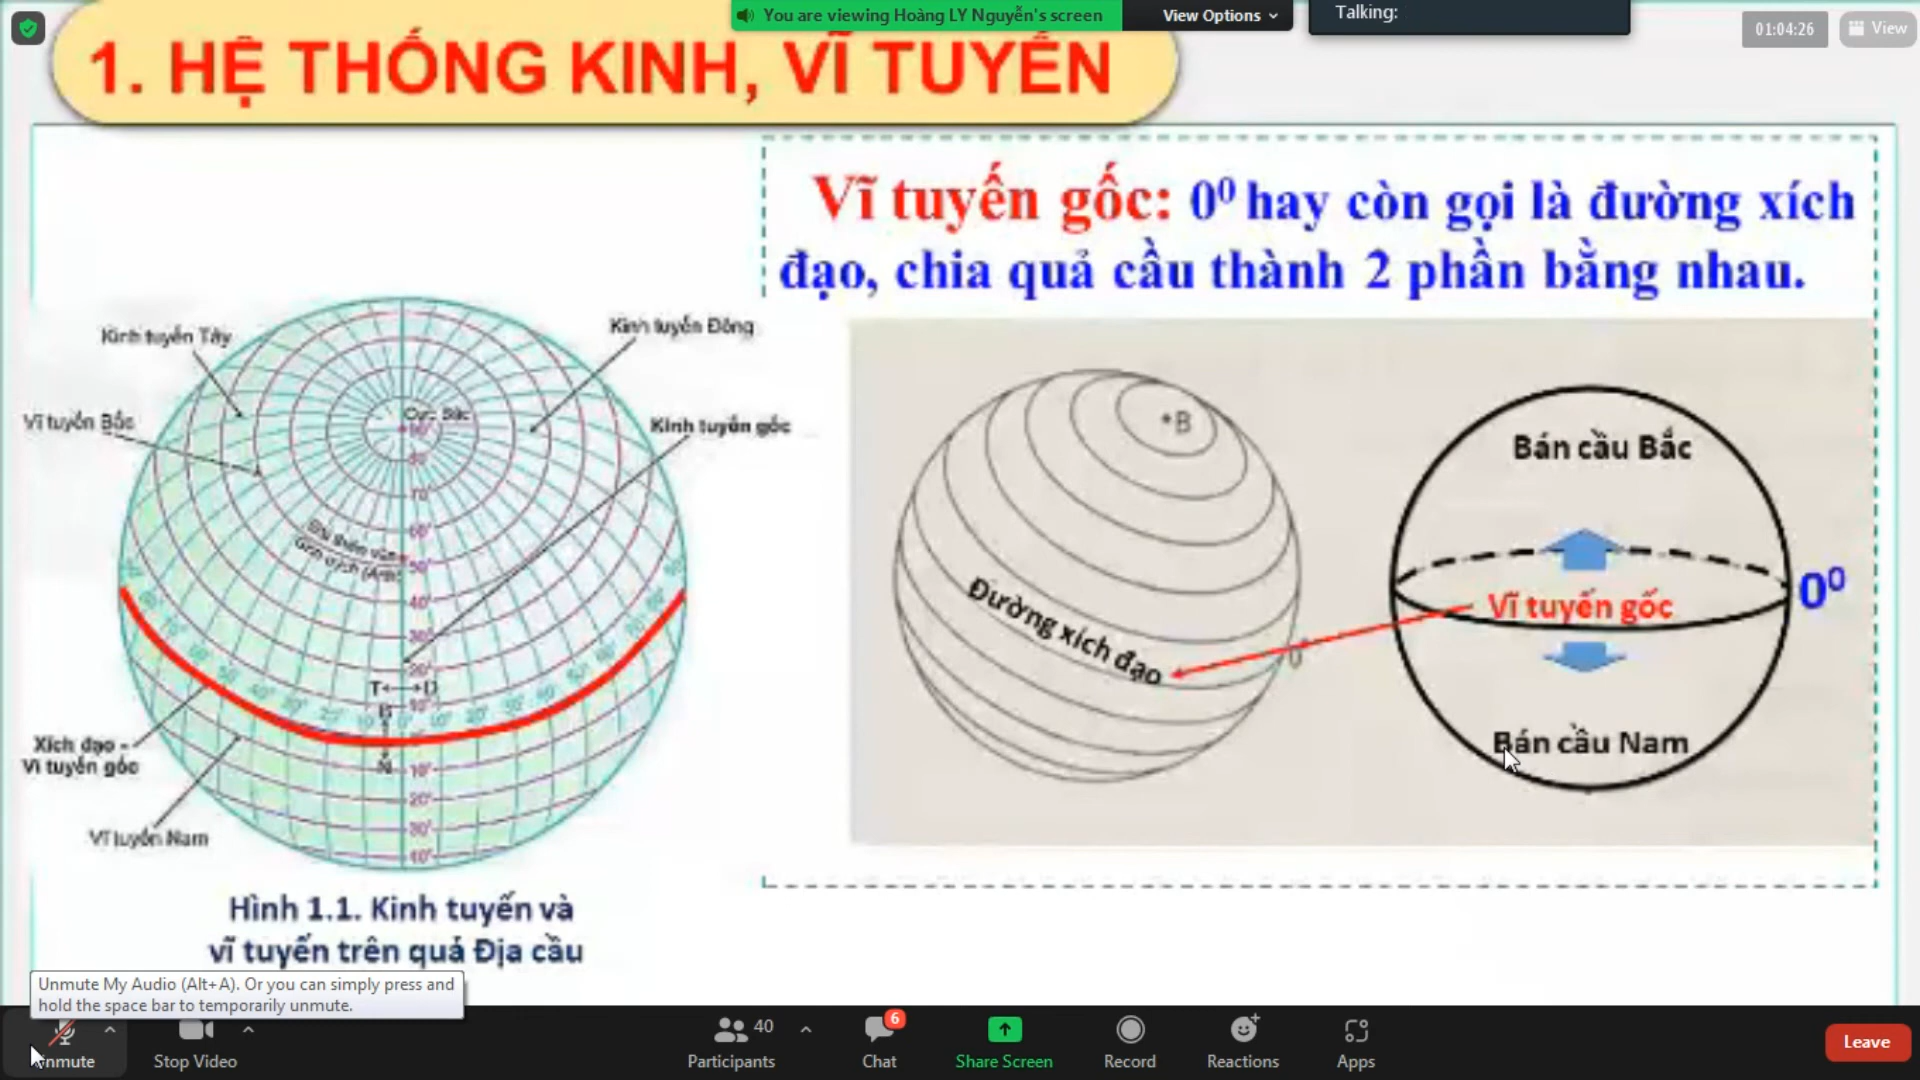 You are viewing Hoàng LY Nguyễn's screen
View Options
Talking:
01:04:26
View
1. HỆ THỐNG KINH, VĨ TUYẾN
Vĩ tuyến gốc: 0⁰ hay còn gọi là đường xích
đạo, chia quả cầu thành 2 phần bằng nhau.
Kinh tuyến Tây
Kinh tuyến Đông
Vĩ tuyến Bắc
Cực Bắc
Kinh tuyến gốc
Xích đạo -
Vĩ tuyến gốc
Vĩ tuyến Nam
B
Đường xích đạo
0
Bán cầu Bắc
Vĩ tuyến gốc
0⁰
Bán cầu Nam
Hình 1.1. Kinh tuyến và
vĩ tuyến trên quả Địa cầu
Unmute My Audio (Alt+A). Or you can simply press and
hold the space bar to temporarily unmute.
Stop Video
40
Participants
6
Chat
Share Screen
Record
Reactions
Apps
Leave